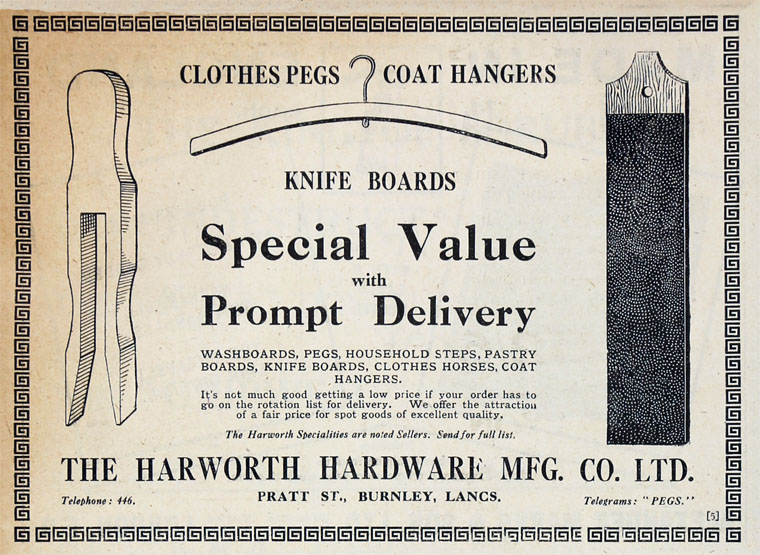 CLOTHES PEGS COAT HANGERS
KNIFE BOARDS
Special Value
with
Prompt Delivery
WASHBOARDS, PEGS, HOUSEHOLD STEPS, PASTRY
BOARDS, KNIFE BOARDS, CLOTHES HORSES, COAT
HANGERS.
It's not much good getting a low price if your order has to
go on the rotation list for delivery. We offer the attraction
of a fair price for spot goods of excellent quality.
The Harworth Specialities are noted Sellers. Send for full list.
THE HARWORTH HARDWARE MFG. CO. LTD.
Telephone: 446. PRATT ST., BURNLEY, LANCS. Telegrams: "PEGS."
[5]